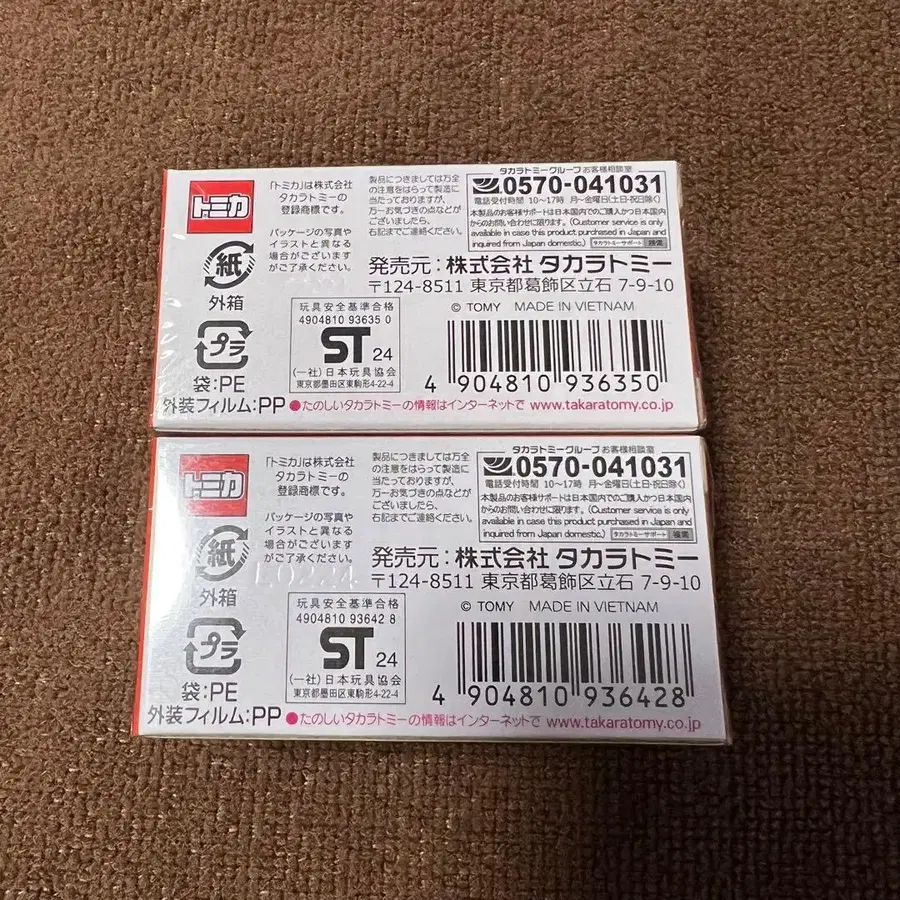 トミカ
「トミカ」は株式会社
タカラトミーの
登録商標です。
パッケージの写真や
イラストと異なる
場合がございます
がご了承ください。
製品につきましては万全
の注意をはらって製造に
当たっておりますが、
万一お気づきの点などが
ございましたら、
右記までご連絡ください。
タカラトミーグループお客様相談室
0570-041031
電話受付時間 10〜17時 月〜金曜日(土・日・祝日除く)
本製品のお客様サポートは日本国内でのご購入かつ日本国内
からのお問い合わせに限ります。(Customer service is only
available in case this product purchased in Japan and
inquired from Japan domestic.) タカラトミーサポート 検索
紙
外箱
プラ
袋:PE
外装フィルム:PP
発売元:株式会社 タカラトミー
〒124-8511 東京都葛飾区立石 7-9-10
玩具安全基準合格
4904810 93635 0
ST 24
(一社)日本玩具協会
東京都墨田区東駒形4-22-4
© TOMY MADE IN VIETNAM
4 904810 936350
●たのしいタカラトミーの情報はインターネットで www.takaratomy.co.jp
トミカ
「トミカ」は株式会社
タカラトミーの
登録商標です。
パッケージの写真や
イラストと異なる
場合がございます
がご了承ください。
製品につきましては万全
の注意をはらって製造に
当たっておりますが、
万一お気づきの点などが
ございましたら、
右記までご連絡ください。
タカラトミーグループお客様相談室
0570-041031
電話受付時間 10〜17時 月〜金曜日(土・日・祝日除く)
本製品のお客様サポートは日本国内でのご購入かつ日本国内
からのお問い合わせに限ります。(Customer service is only
available in case this product purchased in Japan and
inquired from Japan domestic.) タカラトミーサポート 検索
紙
外箱
プラ
袋:PE
外装フィルム:PP
発売元:株式会社 タカラトミー
〒124-8511 東京都葛飾区立石 7-9-10
玩具安全基準合格
4904810 93642 8
ST 24
(一社)日本玩具協会
東京都墨田区東駒形4-22-4
© TOMY MADE IN VIETNAM
4 904810 936428
●たのしいタカラトミーの情報はインターネットで www.takaratomy.co.jp